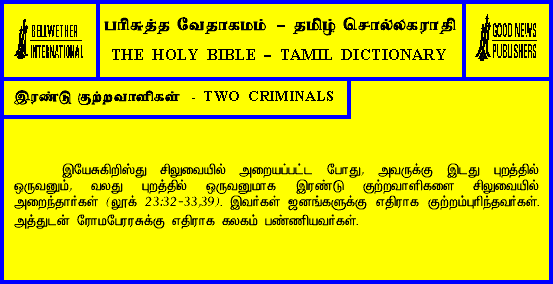 BELLWETHER
INTERNATIONAL
பரிசுத்த வேதாகமம் – தமிழ் சொல்லகராதி
THE HOLY BIBLE – TAMIL DICTIONARY
GOOD NEWS
PUBLISHERS
இரண்டு குற்றவாளிகள் - TWO CRIMINALS
இயேசுகிறிஸ்து சிலுவையில் அறையப்பட்ட போது, அவருக்கு இடது புறத்தில்
ஒருவனும், வலது புறத்தில் ஒருவனுமாக இரண்டு குற்றவாளிகளை சிலுவையில்
அறைந்தார்கள் (லூக் 23:32-33,39). இவர்கள் ஜனங்களுக்கு எதிராக குற்றம்புரிந்தவர்கள்.
அத்துடன் ரோமபேரரசுக்கு எதிராக கலகம் பண்ணியவர்கள்.